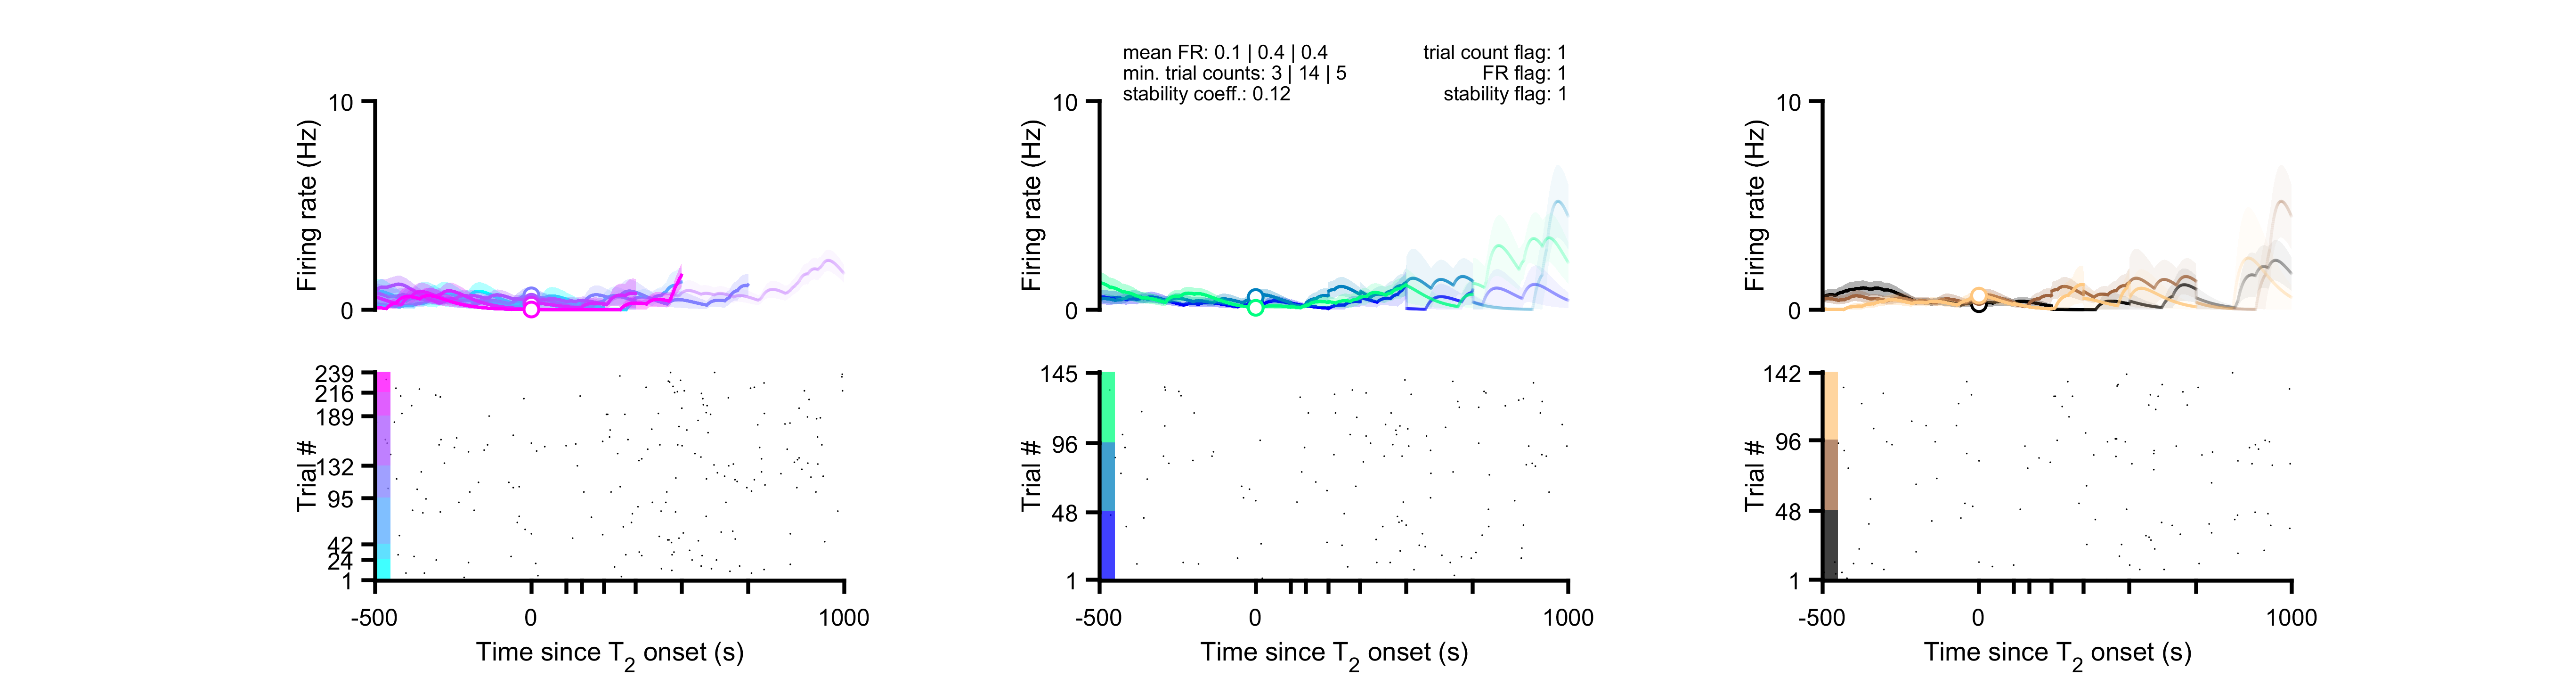 mean FR: 0.1 | 0.4 | 0.4
min. trial counts: 3 | 14 | 5
stability coeff.: 0.12
trial count flag: 1
FR flag: 1
stability flag: 1
10
0
Firing rate (Hz)
239
216
189
132
95
42
24
1
Trial #
-500
0
1000
Time since T2 onset (s)
10
0
Firing rate (Hz)
145
96
48
1
Trial #
-500
0
1000
Time since T2 onset (s)
10
0
Firing rate (Hz)
142
96
48
1
Trial #
-500
0
1000
Time since T2 onset (s)